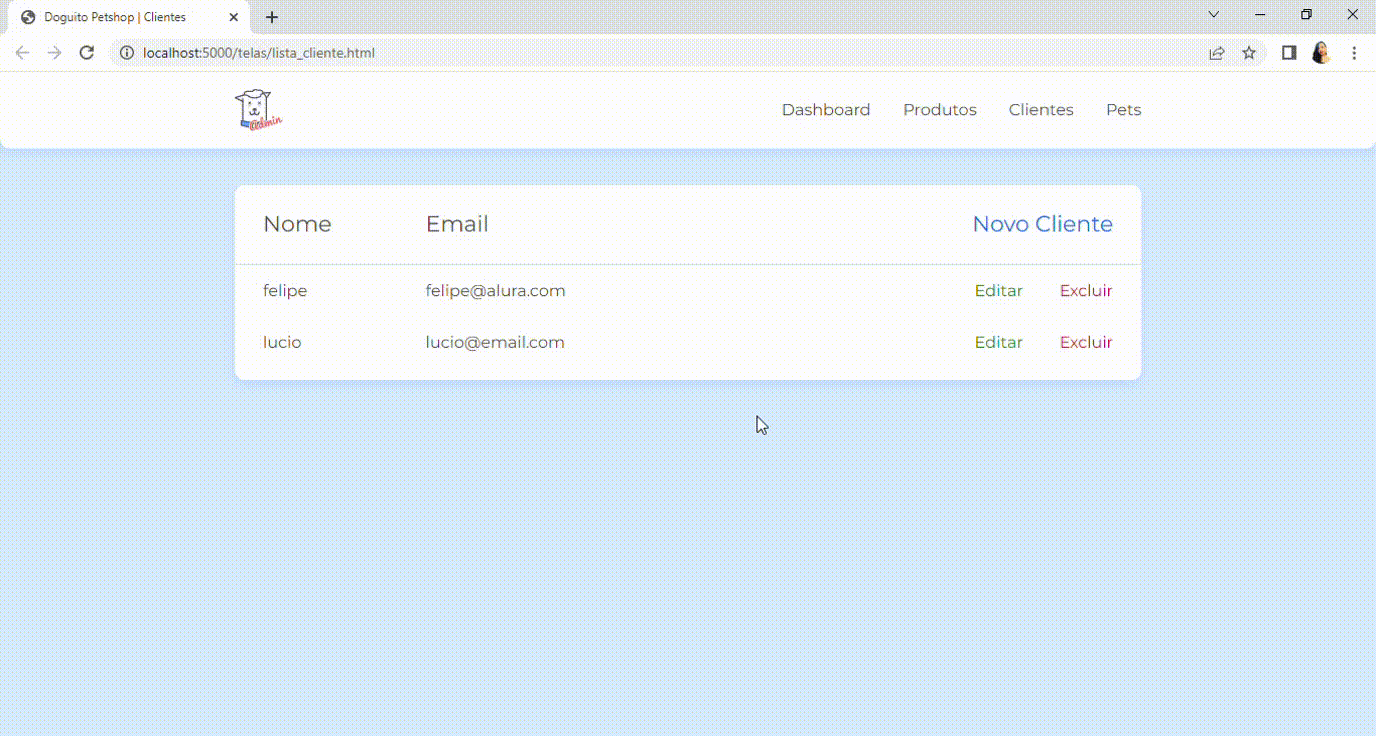 Doguito Petshop | Clientes
localhost:5000/telas/lista_cliente.html
@dmin
Dashboard Produtos Clientes Pets
Nome Email Novo Cliente
felipe felipe@alura.com Editar Excluir
lucio lucio@email.com Editar Excluir